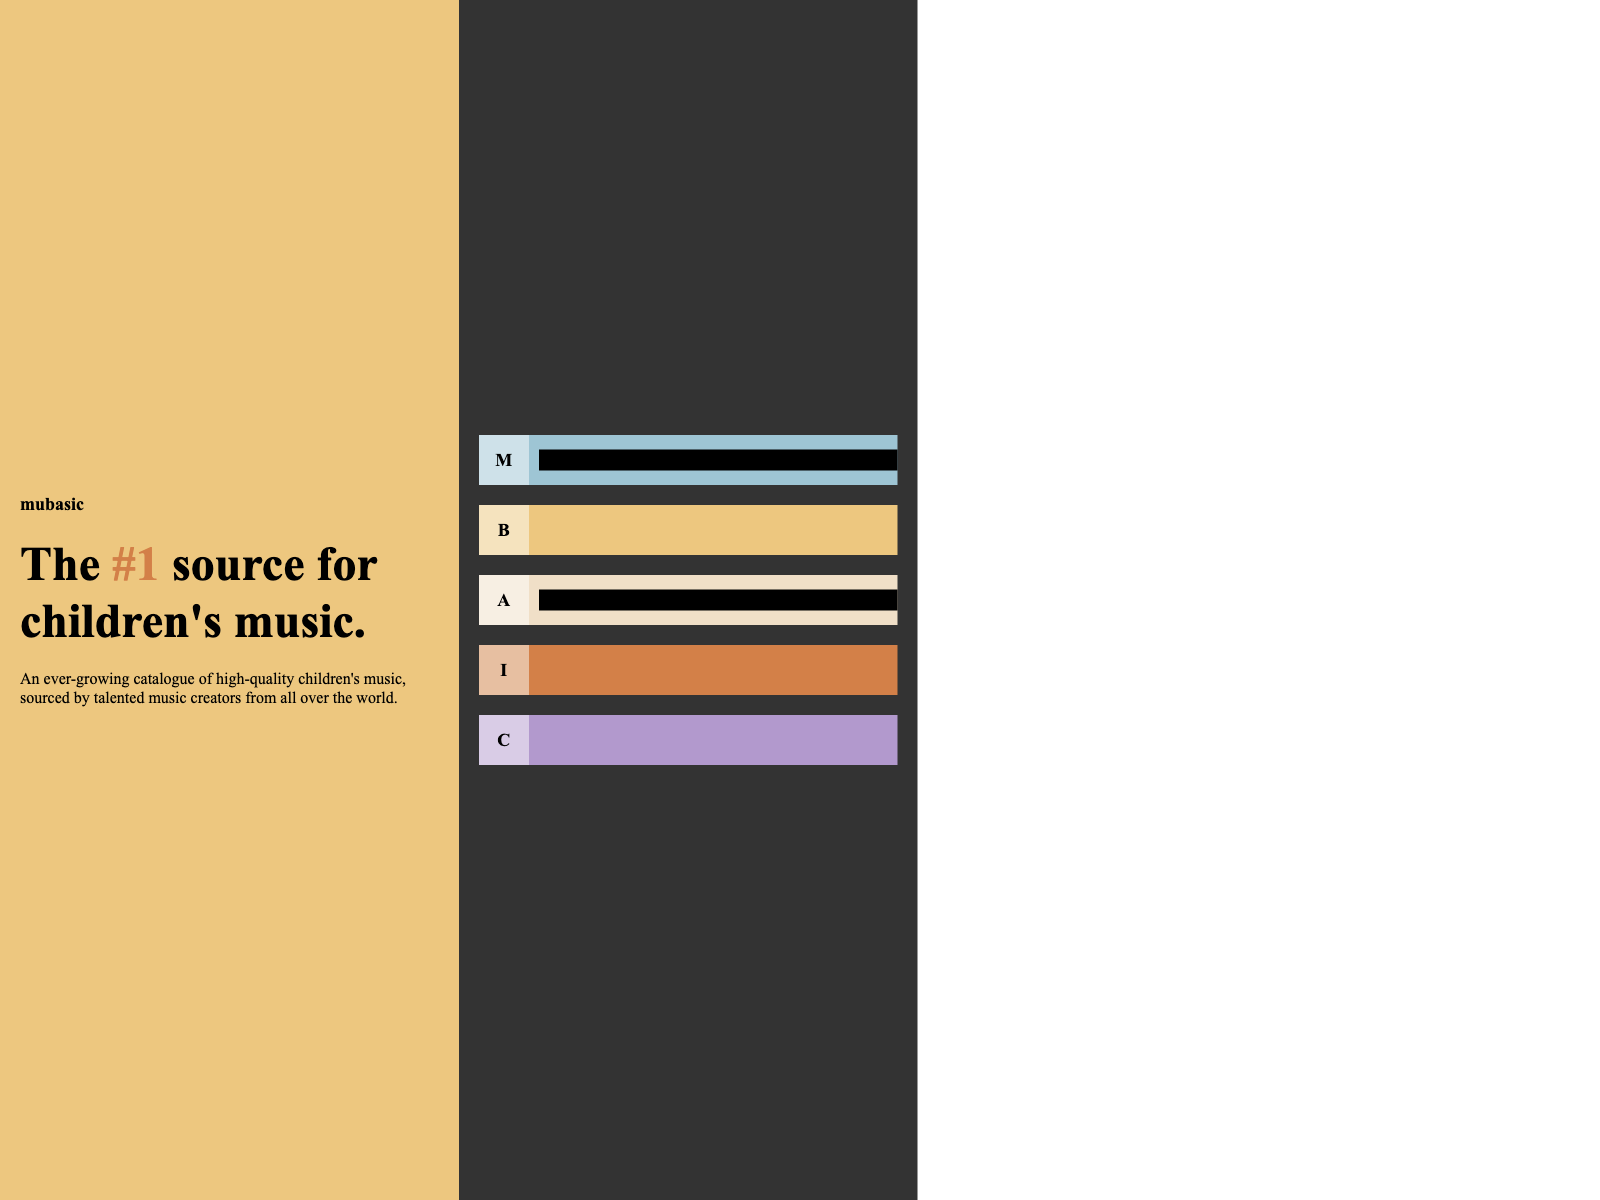 mubasic
The #1 source for
children's music.
An ever-growing catalogue of high-quality children's music,
sourced by talented music creators from all over the world.
M
B
A
I
C